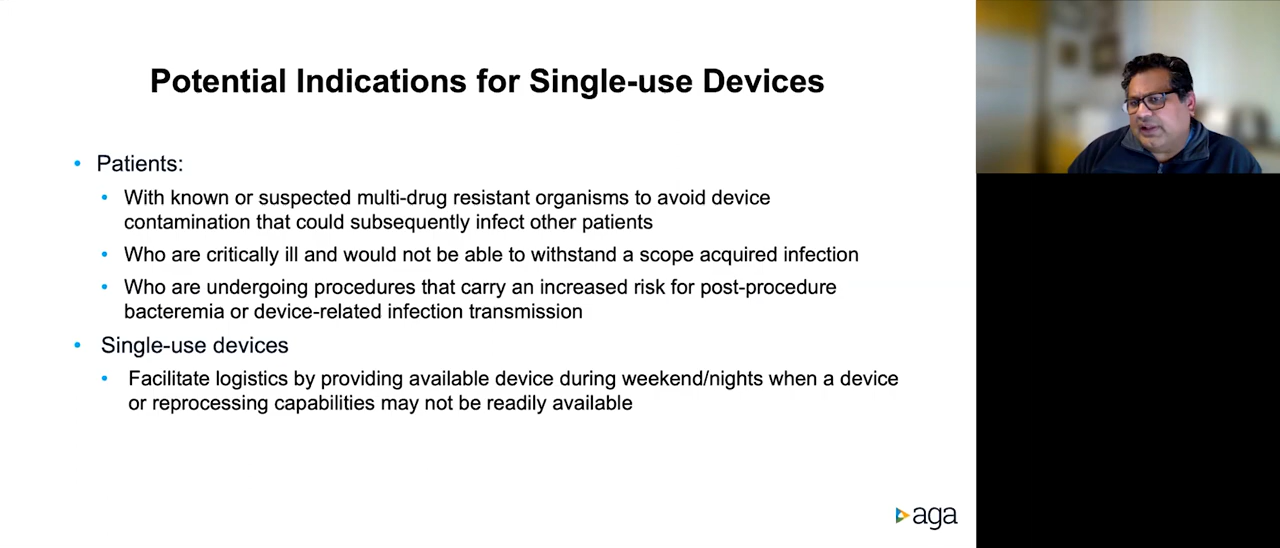 Potential Indications for Single-use Devices
• Patients:
• With known or suspected multi-drug resistant organisms to avoid device
contamination that could subsequently infect other patients
• Who are critically ill and would not be able to withstand a scope acquired infection
• Who are undergoing procedures that carry an increased risk for post-procedure
bacteremia or device-related infection transmission
• Single-use devices
• Facilitate logistics by providing available device during weekend/nights when a device
or reprocessing capabilities may not be readily available
aga